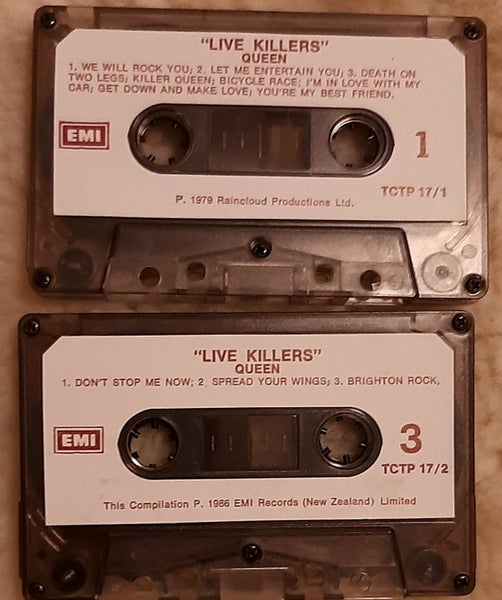 "LIVE KILLERS"
QUEEN
1. WE WILL ROCK YOU; 2. LET ME ENTERTAIN YOU; 3. DEATH ON
TWO LEGS; KILLER QUEEN; BICYCLE RACE; I'M IN LOVE WITH MY
CAR; GET DOWN AND MAKE LOVE; YOU'RE MY BEST FRIEND.
EMI
1
TCTP 17/1
P. 1979 Raincloud Productions Ltd.
"LIVE KILLERS"
QUEEN
1. DON'T STOP ME NOW; 2. SPREAD YOUR WINGS; 3. BRIGHTON ROCK.
EMI
3
TCTP 17/2
This Compilation P. 1986 EMI Records (New Zealand) Limited